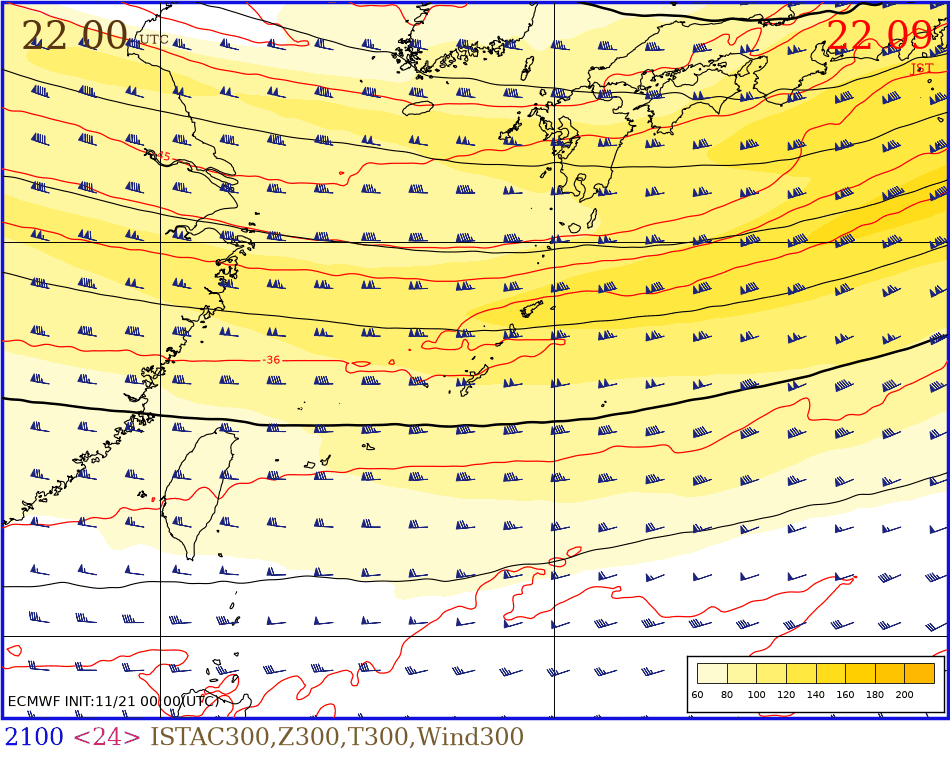 22 00 UTC
22 09
JST
-45
-36
60 80 100 120 140 160 180 200
ECMWF INIT:11/21 00:00(UTC)
2100 <24> ISTAC300,Z300,T300,Wind300